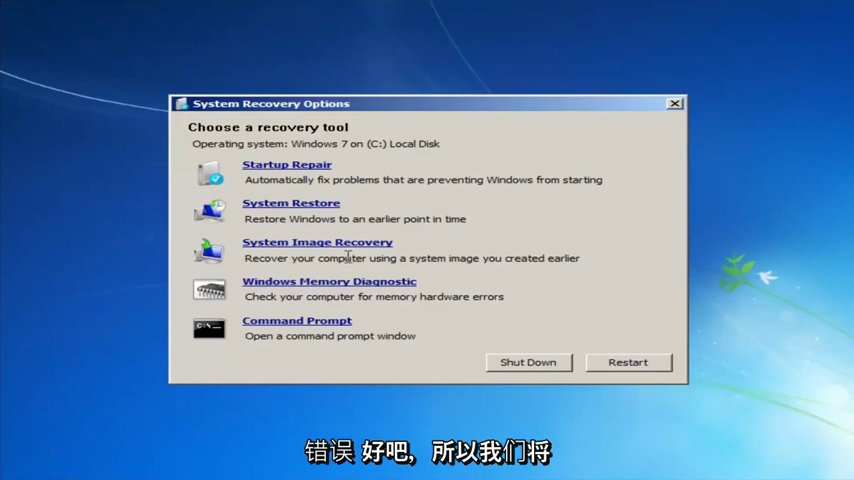 System Recovery Options
Choose a recovery tool
Operating system: Windows 7 on (C:) Local Disk
Startup Repair
Automatically fix problems that are preventing Windows from starting
System Restore
Restore Windows to an earlier point in time
System Image Recovery
Recover your computer using a system image you created earlier
Windows Memory Diagnostic
Check your computer for memory hardware errors
C:\_
Command Prompt
Open a command prompt window
Shut Down Restart
错误 好吧，所以我们将